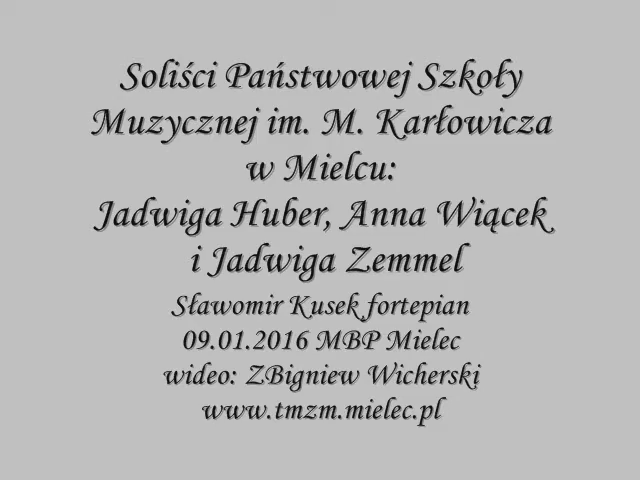 Soliści Państwowej Szkoły
Muzycznej im. M. Karłowicza
w Mielcu:
Jadwiga Huber, Anna Wiącek
i Jadwiga Zemmel
Sławomir Kusek fortepian
09.01.2016 MBP Mielec
wideo: ZBigniew Wicherski
www.tmzm.mielec.pl